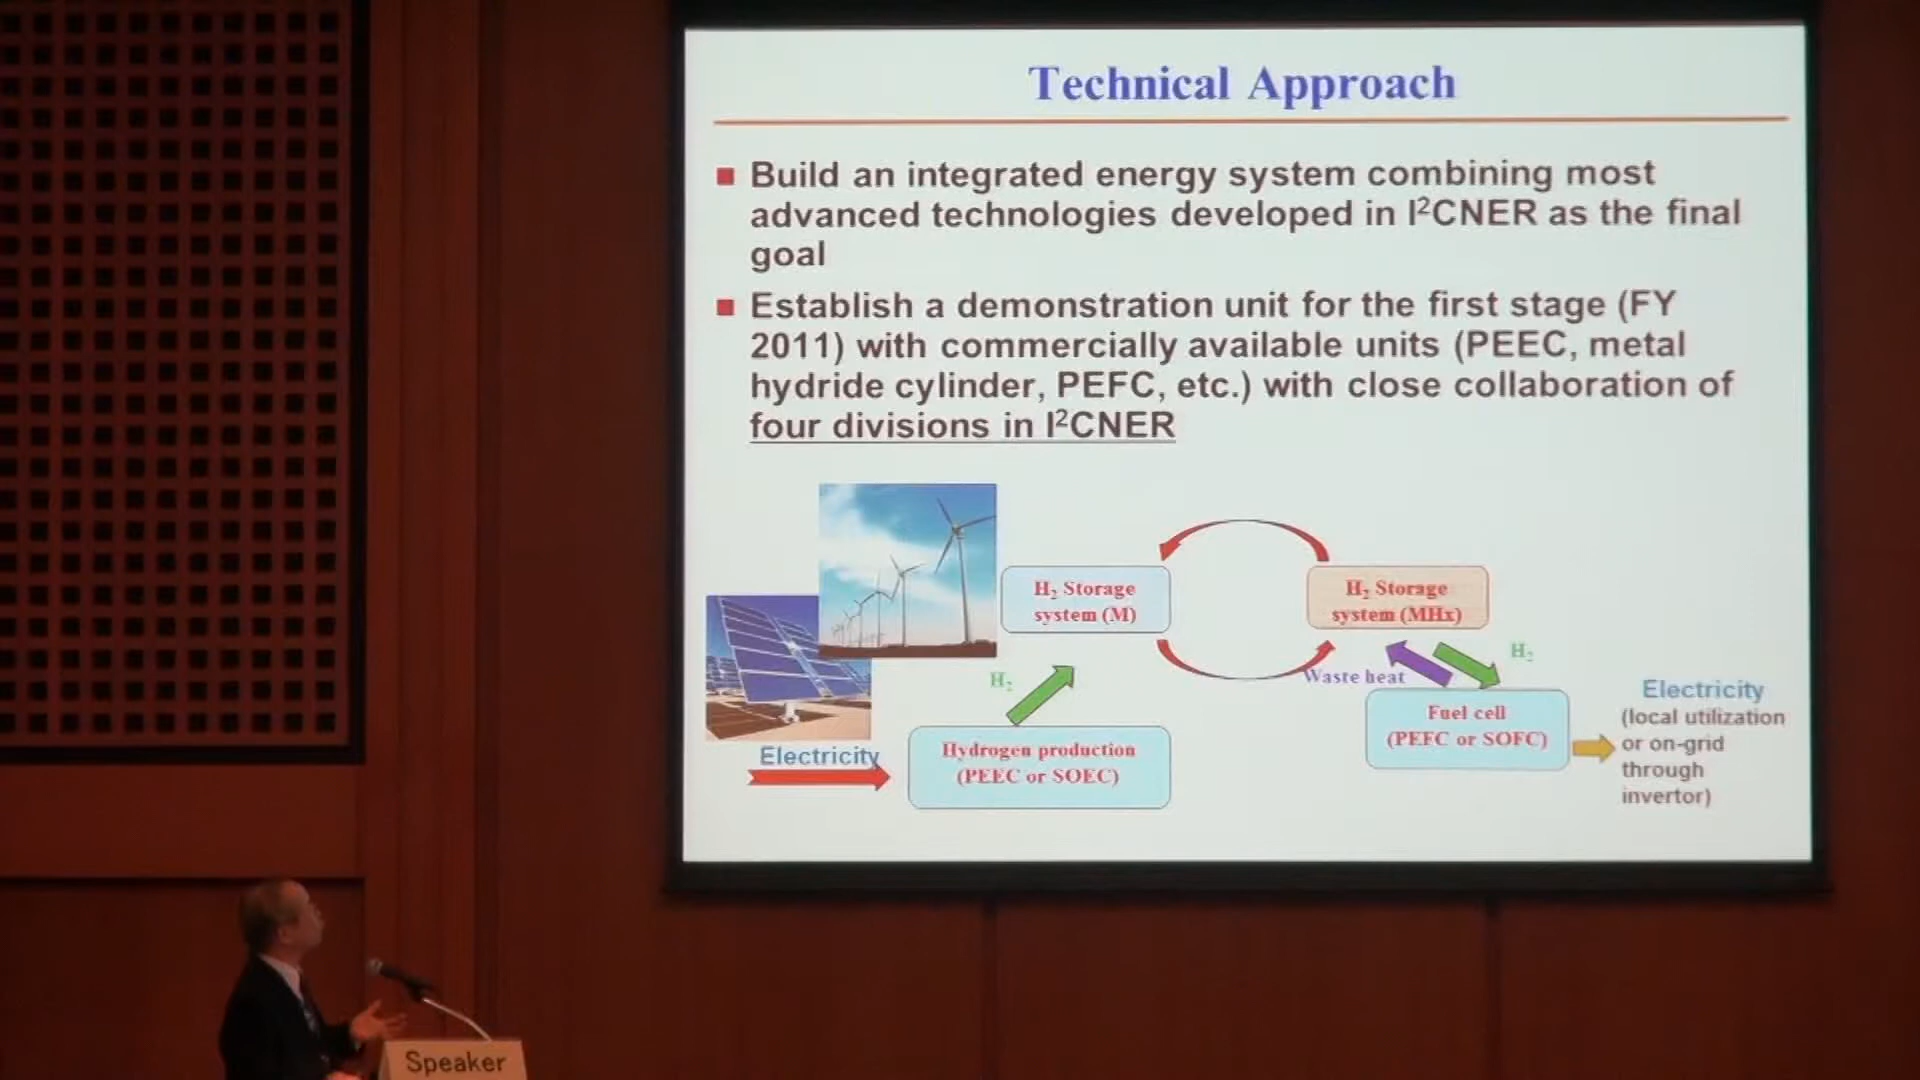 Technical Approach
Build an integrated energy system combining most
advanced technologies developed in I²CNER as the final
goal
Establish a demonstration unit for the first stage (FY
2011) with commercially available units (PEEC, metal
hydride cylinder, PEFC, etc.) with close collaboration of
four divisions in I²CNER
H₂ Storage
system (M)
H₂ Storage
system (MHx)
H₂
Waste heat
H₂
Electricity
Hydrogen production
(PEEC or SOEC)
Fuel cell
(PEFC or SOFC)
Electricity
(local utilization
or on-grid
through
invertor)
Speaker